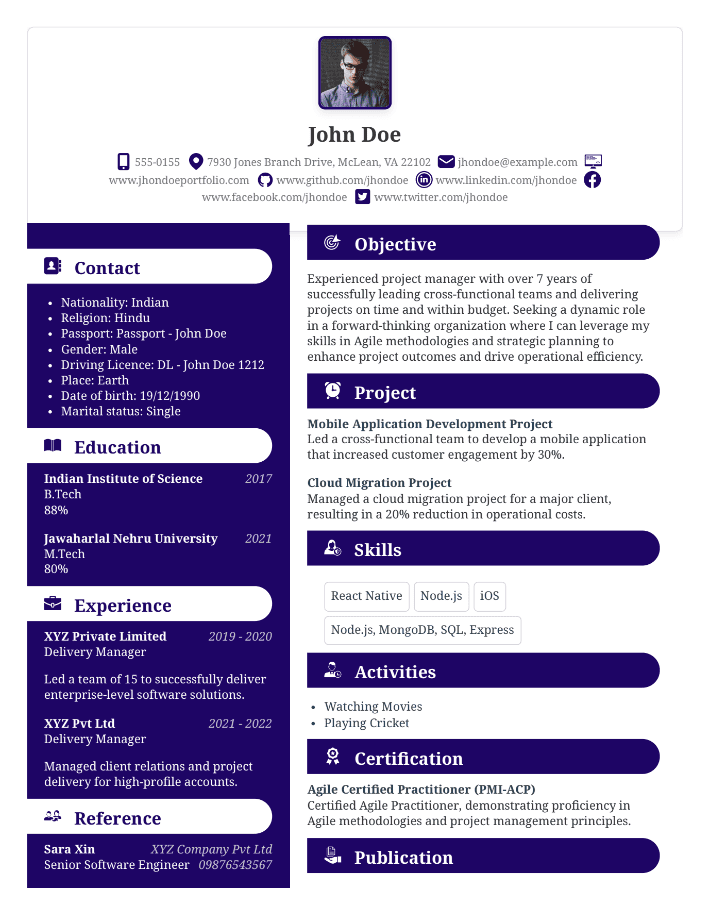 John Doe
555-0155 7930 Jones Branch Drive, McLean, VA 22102 jhondoe@example.com
www.jhondoeportfolio.com www.github.com/jhondoe www.linkedin.com/jhondoe
www.facebook.com/jhondoe www.twitter.com/jhondoe
Contact
• Nationality: Indian
• Religion: Hindu
• Passport: Passport - John Doe
• Gender: Male
• Driving Licence: DL - John Doe 1212
• Place: Earth
• Date of birth: 19/12/1990
• Marital status: Single
Education
Indian Institute of Science 2017
B.Tech
88%
Jawaharlal Nehru University 2021
M.Tech
80%
Experience
XYZ Private Limited 2019 - 2020
Delivery Manager
Led a team of 15 to successfully deliver
enterprise-level software solutions.
XYZ Pvt Ltd 2021 - 2022
Delivery Manager
Managed client relations and project
delivery for high-profile accounts.
Reference
Sara Xin XYZ Company Pvt Ltd
Senior Software Engineer 09876543567
Objective
Experienced project manager with over 7 years of
successfully leading cross-functional teams and delivering
projects on time and within budget. Seeking a dynamic role
in a forward-thinking organization where I can leverage my
skills in Agile methodologies and strategic planning to
enhance project outcomes and drive operational efficiency.
Project
Mobile Application Development Project
Led a cross-functional team to develop a mobile application
that increased customer engagement by 30%.
Cloud Migration Project
Managed a cloud migration project for a major client,
resulting in a 20% reduction in operational costs.
Skills
React Native Node.js iOS
Node.js, MongoDB, SQL, Express
Activities
• Watching Movies
• Playing Cricket
Certification
Agile Certified Practitioner (PMI-ACP)
Certified Agile Practitioner, demonstrating proficiency in
Agile methodologies and project management principles.
Publication